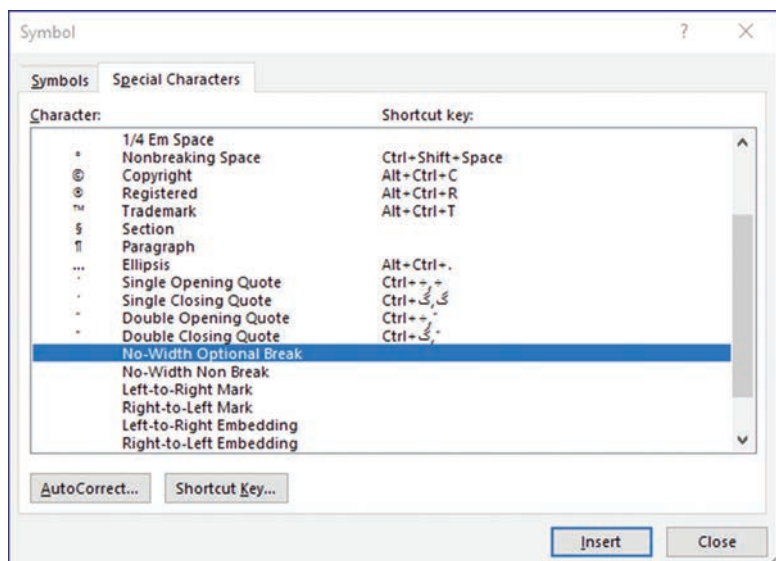 Symbol ? ×
Symbols Special Characters
Character: Shortcut key:
1/4 Em Space
° Nonbreaking Space Ctrl+Shift+Space
© Copyright Alt+Ctrl+C
® Registered Alt+Ctrl+R
™ Trademark Alt+Ctrl+T
§ Section
¶ Paragraph
... Ellipsis Alt+Ctrl+.
Single Opening Quote
Single Closing Quote Ctrl+گ,گ
Double Opening Quote
Double Closing Quote
No-Width Optional Break
No-Width Non Break
Left-to-Right Mark
Right-to-Left Mark
Left-to-Right Embedding
Right-to-Left Embedding
AutoCorrect... Shortcut Key...
Insert Close